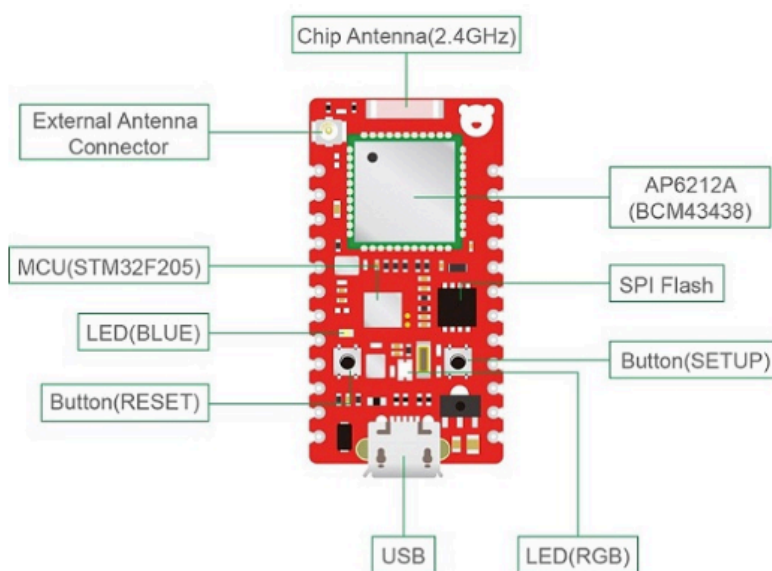 Chip Antenna(2.4GHz)
External Antenna
Connector
AP6212A
(BCM43438)
MCU(STM32F205)
SPI Flash
LED(BLUE)
Button(SETUP)
Button(RESET)
USB
LED(RGB)